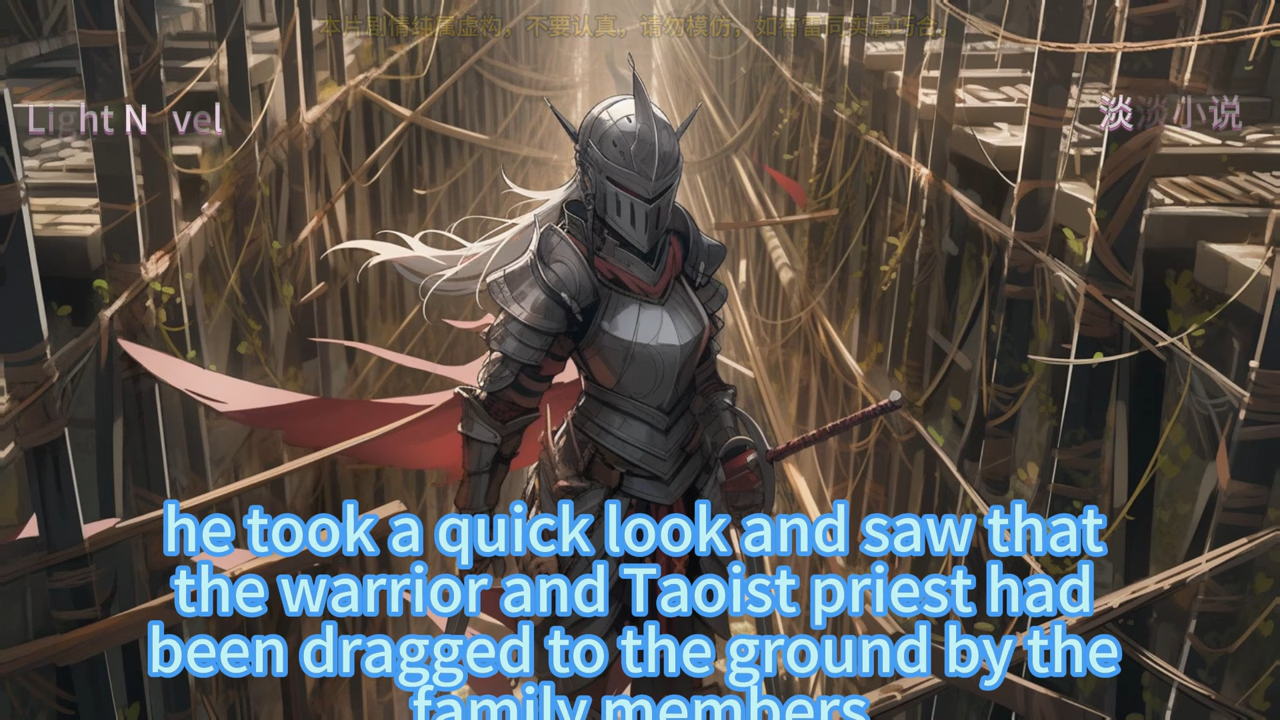 本片剧情纯属虚构，不要认真，请勿模仿，如有雷同实属巧合。
Light N vel
淡淡小说
he took a quick look and saw that
the warrior and Taoist priest had
been dragged to the ground by the
family members